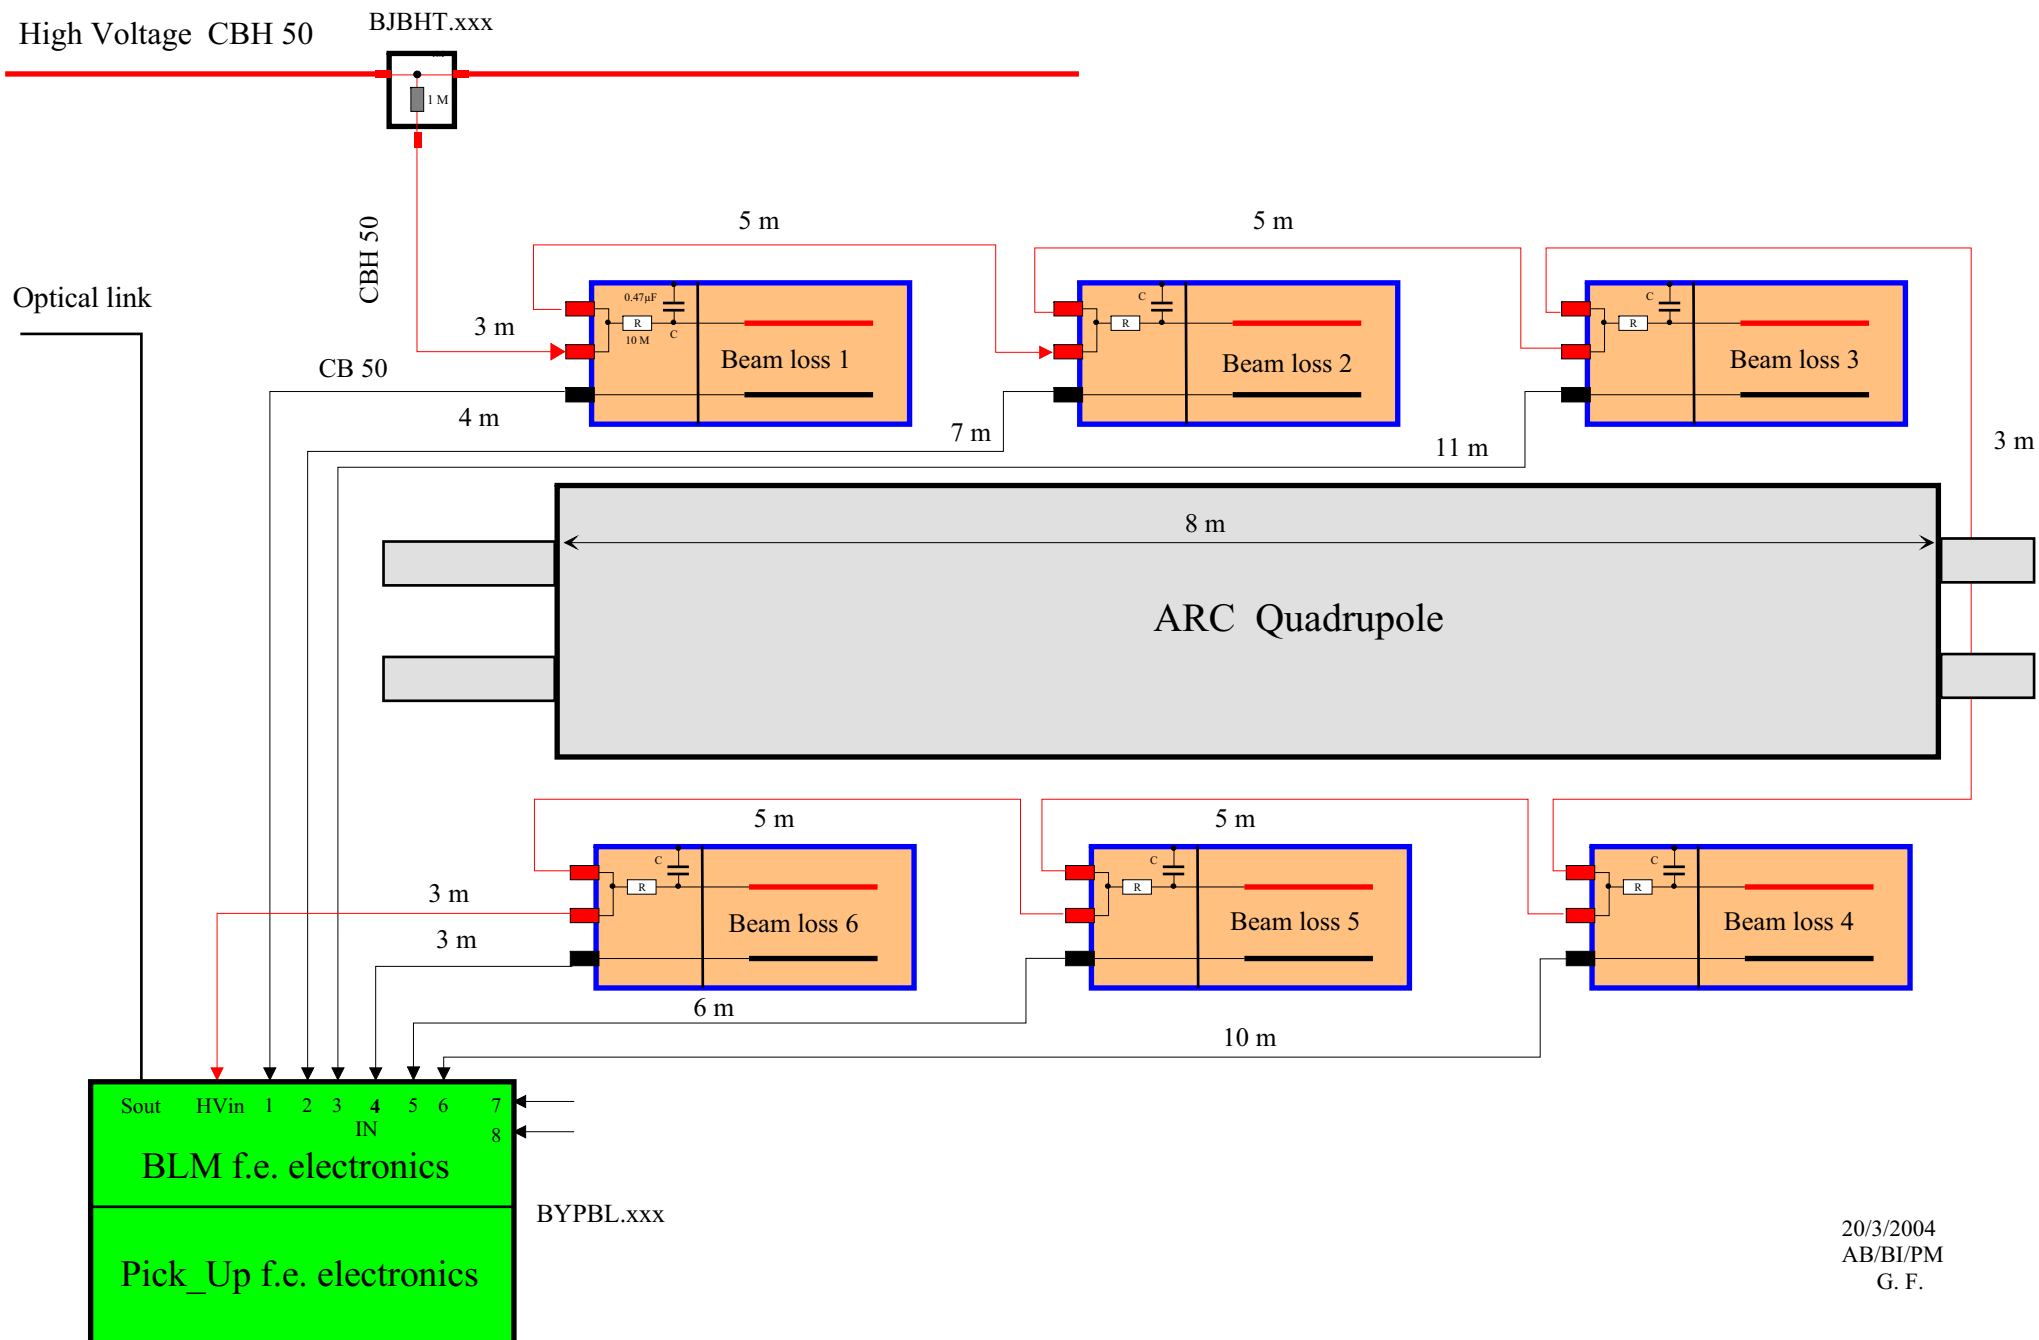 High Voltage  CBH 50
BJBHT.xxx
1 M
CBH 50
5 m
5 m
Optical link
3 m
0.47µF
C
R
10 M
Beam loss 1
C
R
Beam loss 2
C
R
Beam loss 3
CB 50
4 m
7 m
11 m
3 m
8 m
ARC  Quadrupole
5 m
5 m
3 m
C
R
Beam loss 6
C
R
Beam loss 5
C
R
Beam loss 4
3 m
6 m
10 m
Sout HVin 1 2 3 4 5 6 7
IN 8
BLM f.e. electronics
BYPBL.xxx
Pick_Up f.e. electronics
20/3/2004
AB/BI/PM
G. F.